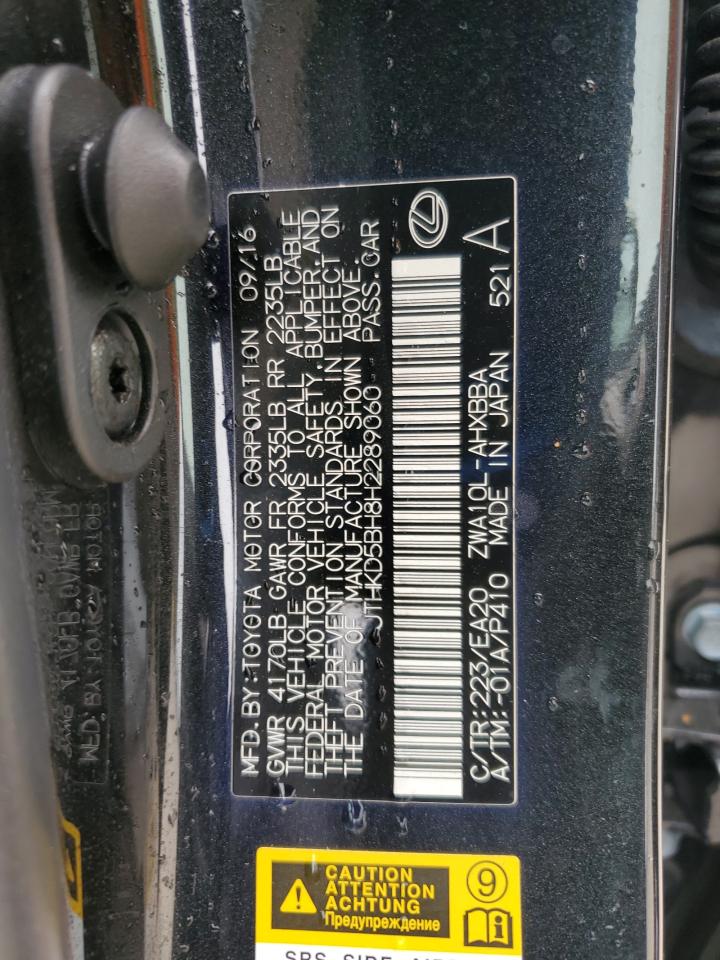 MFD.BY:TOYOTA MOTOR CORPORATION 09/16
GVWR 4170LB GAWR FR 2335LB RR 2235LB
THIS VEHICLE CONFORMS TO ALL APPLICABLE
FEDERAL MOTOR VEHICLE SAFETY,BUMPER,AND
THEFT PREVENTION STANDARDS IN EFFECT ON
THE DATE OF MANUFACTURE SHOWN ABOVE.
JTHKD5BH8H2289060 PASS.CAR
C/TR:223/EA20 ZWA10L-AHXBBA
A/TM:-01A/P410 MADE IN JAPAN 521
A
CAUTION
ATTENTION
ACHTUNG
Предупреждение
9
i
SRS SIDE